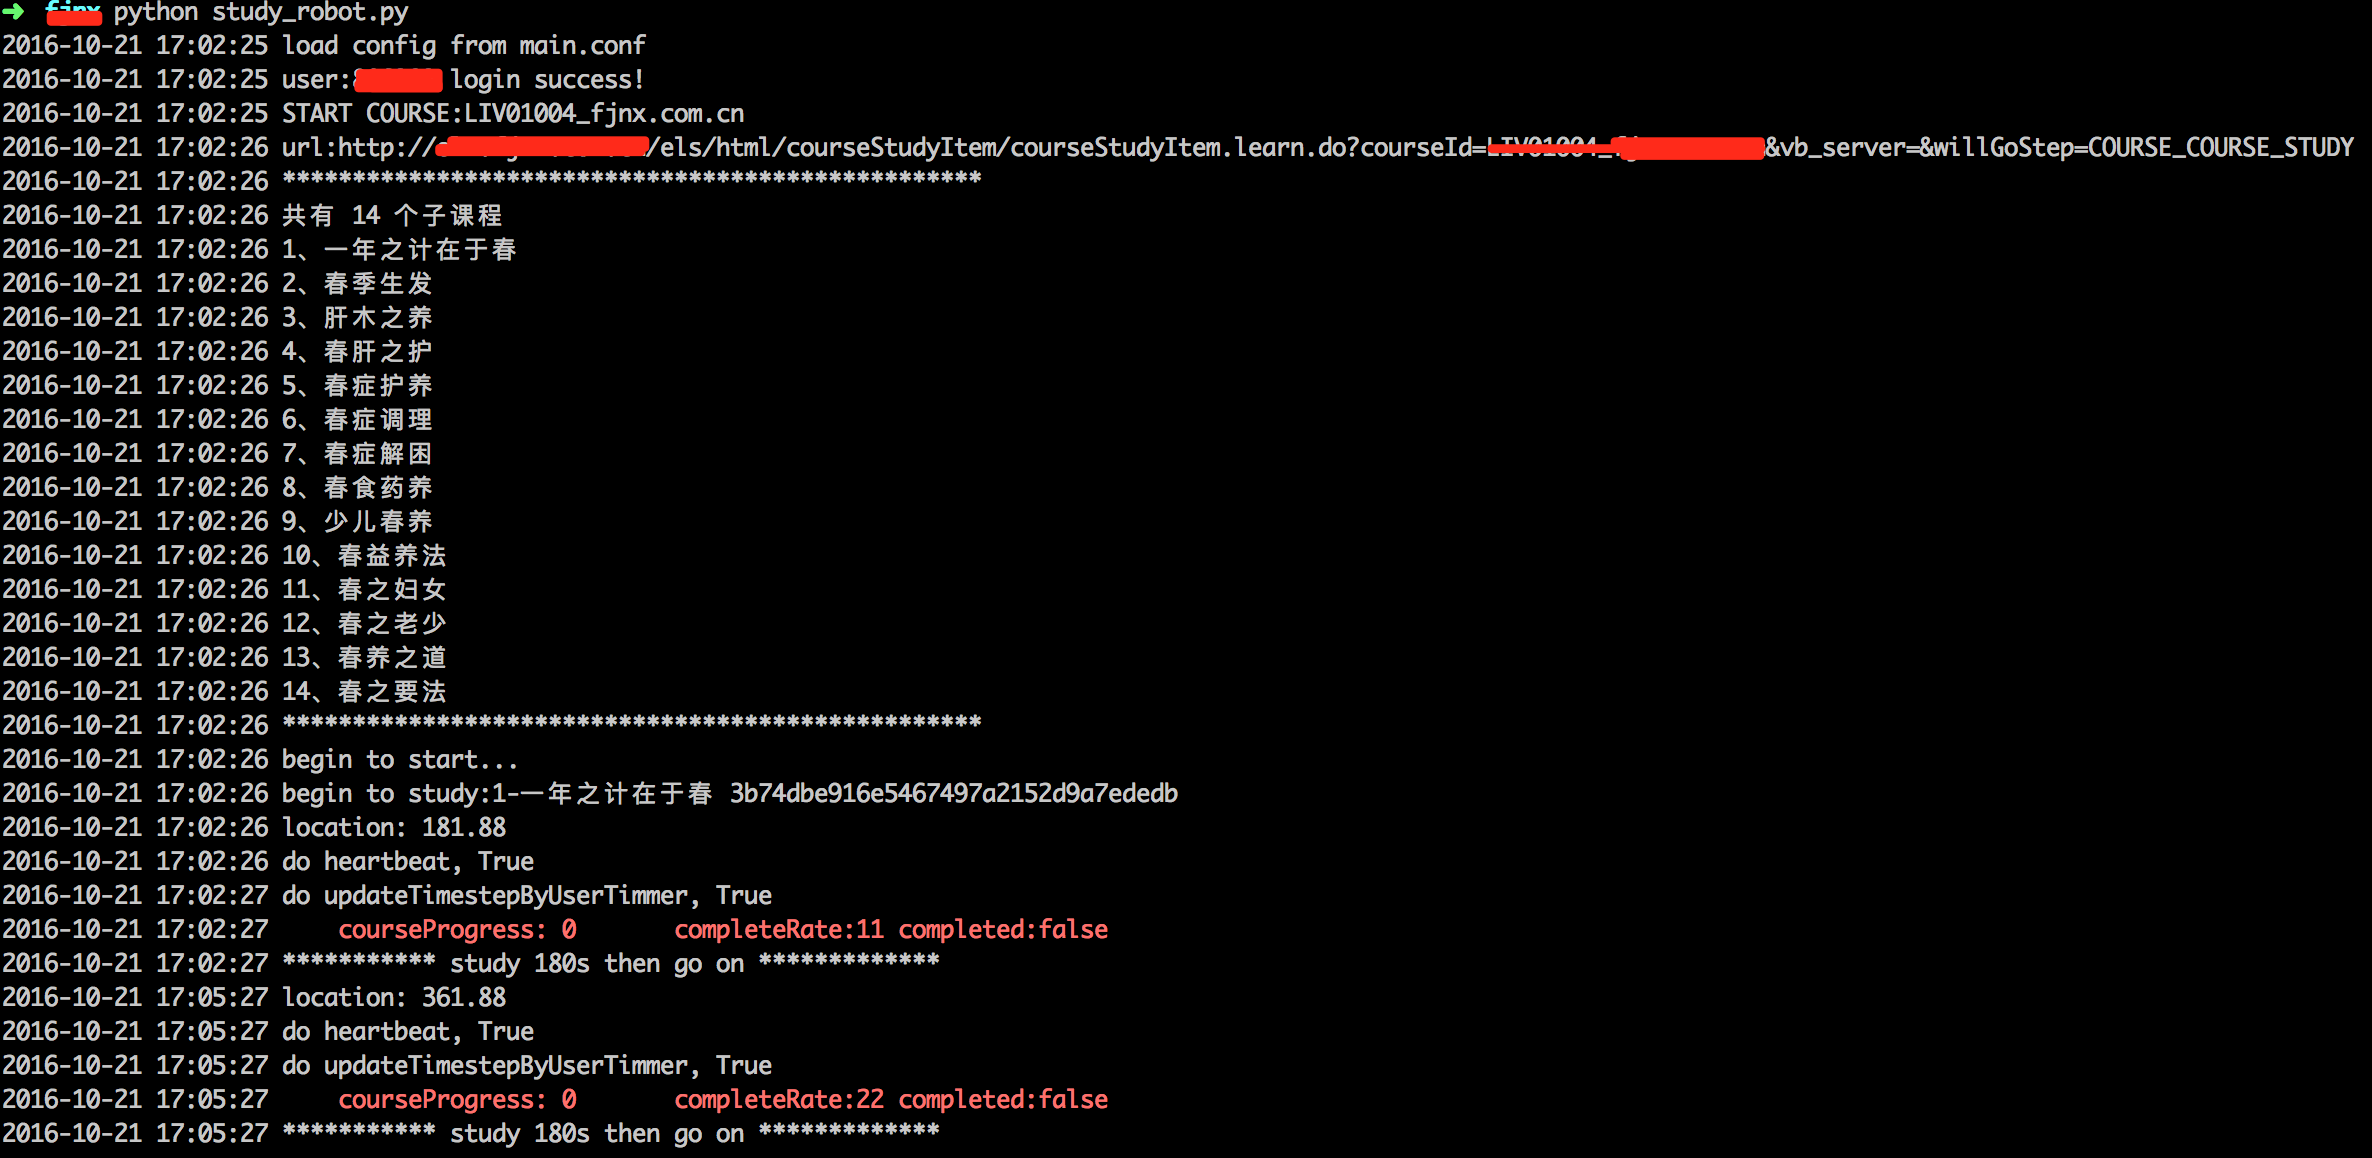 ➜ python study_robot.py
2016-10-21 17:02:25 load config from main.conf
2016-10-21 17:02:25 user: login success!
2016-10-21 17:02:25 START COURSE:LIV01004_fjnx.com.cn
2016-10-21 17:02:26 url:http:///els/html/courseStudyItem/courseStudyItem.learn.do?courseId=&vb_server=&willGoStep=COURSE_COURSE_STUDY
2016-10-21 17:02:26 **************************************************
2016-10-21 17:02:26 共有 14 个子课程
2016-10-21 17:02:26 1、一年之计在于春
2016-10-21 17:02:26 2、春季生发
2016-10-21 17:02:26 3、肝木之养
2016-10-21 17:02:26 4、春肝之护
2016-10-21 17:02:26 5、春症护养
2016-10-21 17:02:26 6、春症调理
2016-10-21 17:02:26 7、春症解困
2016-10-21 17:02:26 8、春食药养
2016-10-21 17:02:26 9、少儿春养
2016-10-21 17:02:26 10、春益养法
2016-10-21 17:02:26 11、春之妇女
2016-10-21 17:02:26 12、春之老少
2016-10-21 17:02:26 13、春养之道
2016-10-21 17:02:26 14、春之要法
2016-10-21 17:02:26 **************************************************
2016-10-21 17:02:26 begin to start...
2016-10-21 17:02:26 begin to study:1-一年之计在于春 3b74dbe916e5467497a2152d9a7ededb
2016-10-21 17:02:26 location: 181.88
2016-10-21 17:02:26 do heartbeat, True
2016-10-21 17:02:27 do updateTimestepByUserTimmer, True
2016-10-21 17:02:27     courseProgress: 0       completeRate:11 completed:false
2016-10-21 17:02:27 *********** study 180s then go on *************
2016-10-21 17:05:27 location: 361.88
2016-10-21 17:05:27 do heartbeat, True
2016-10-21 17:05:27 do updateTimestepByUserTimmer, True
2016-10-21 17:05:27     courseProgress: 0       completeRate:22 completed:false
2016-10-21 17:05:27 *********** study 180s then go on *************